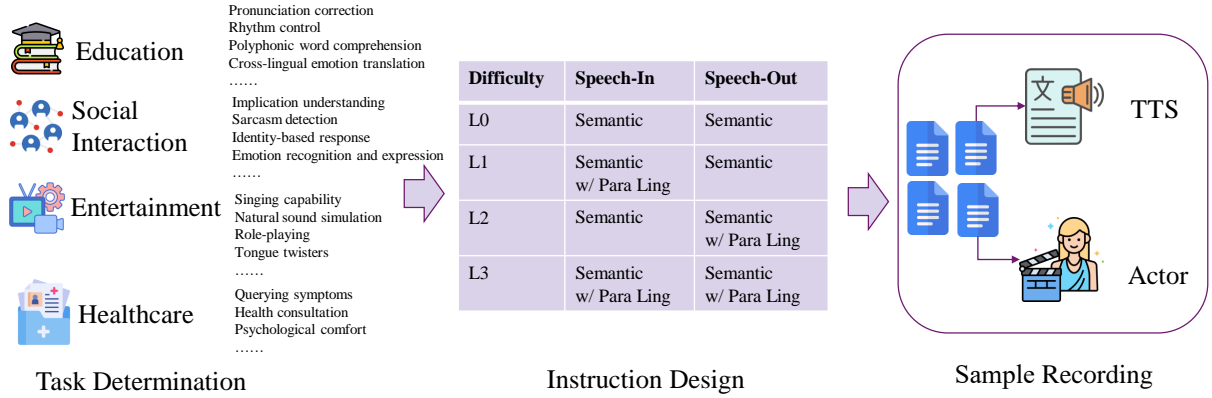 Education
Pronunciation correction
Rhythm control
Polyphonic word comprehension
Cross-lingual emotion translation
……
Social
Interaction
Implication understanding
Sarcasm detection
Identity-based response
Emotion recognition and expression
……
Entertainment
Singing capability
Natural sound simulation
Role-playing
Tongue twisters
……
Healthcare
Querying symptoms
Health consultation
Psychological comfort
……
Task Determination
Difficulty Speech-In Speech-Out
L0 Semantic Semantic
L1 Semantic Semantic
w/ Para Ling
L2 Semantic Semantic
w/ Para Ling
L3 Semantic Semantic
w/ Para Ling w/ Para Ling
Instruction Design
文
TTS
Actor
Sample Recording